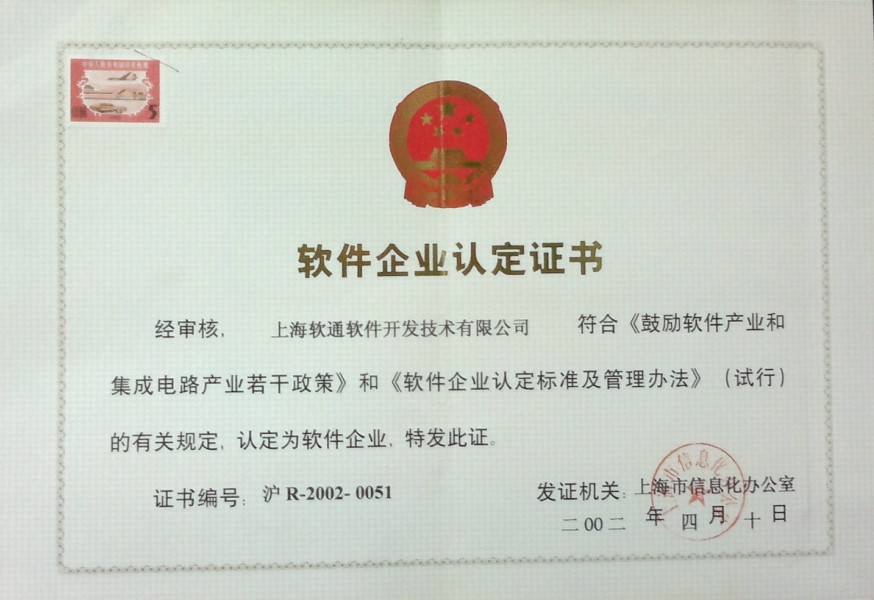 5
软件企业认定证书
经审核, 上海软通软件开发技术有限公司 符合《鼓励软件产业和
集成电路产业若干政策》和《软件企业认定标准及管理办法》(试行)
的有关规定, 认定为软件企业, 特发此证。
证书编号: 沪 R-2002- 0051
发证机关: 上海市信息化办公室
二00二 年 四 月 十 日